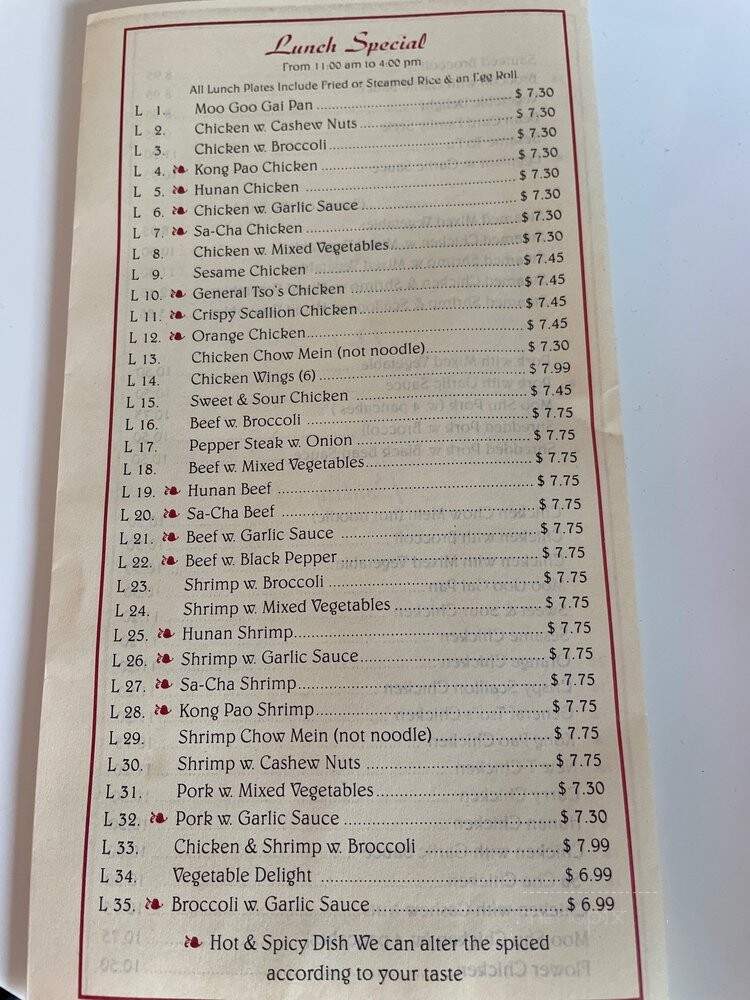 Lunch Special
From 11:00 am to 4:00 pm
All Lunch Plates Include Fried or Steamed Rice & an Egg Roll
L 1. Moo Goo Gai Pan $ 7.30
L 2. Chicken w. Cashew Nuts $ 7.30
L 3. Chicken w. Broccoli $ 7.30
L 4. Kong Pao Chicken $ 7.30
L 5. Hunan Chicken $ 7.30
L 6. Chicken w. Garlic Sauce $ 7.30
L 7. Sa-Cha Chicken $ 7.30
L 8. Chicken w. Mixed Vegetables $ 7.30
L 9. Sesame Chicken $ 7.45
L 10. General Tso's Chicken $ 7.45
L 11. Crispy Scallion Chicken $ 7.45
L 12. Orange Chicken $ 7.45
L 13. Chicken Chow Mein (not noodle) $ 7.30
L 14. Chicken Wings (6) $ 7.99
L 15. Sweet & Sour Chicken $ 7.45
L 16. Beef w. Broccoli $ 7.75
L 17. Pepper Steak w. Onion $ 7.75
L 18. Beef w. Mixed Vegetables $ 7.75
L 19. Hunan Beef $ 7.75
L 20. Sa-Cha Beef $ 7.75
L 21. Beef w. Garlic Sauce $ 7.75
L 22. Beef w. Black Pepper $ 7.75
L 23. Shrimp w. Broccoli $ 7.75
L 24. Shrimp w. Mixed Vegetables $ 7.75
L 25. Hunan Shrimp $ 7.75
L 26. Shrimp w. Garlic Sauce $ 7.75
L 27. Sa-Cha Shrimp $ 7.75
L 28. Kong Pao Shrimp $ 7.75
L 29. Shrimp Chow Mein (not noodle) $ 7.75
L 30. Shrimp w. Cashew Nuts $ 7.75
L 31. Pork w. Mixed Vegetables $ 7.30
L 32. Pork w. Garlic Sauce $ 7.30
L 33. Chicken & Shrimp w. Broccoli $ 7.99
L 34. Vegetable Delight $ 6.99
L 35. Broccoli w. Garlic Sauce $ 6.99
Hot & Spicy Dish We can alter the spiced
according to your taste